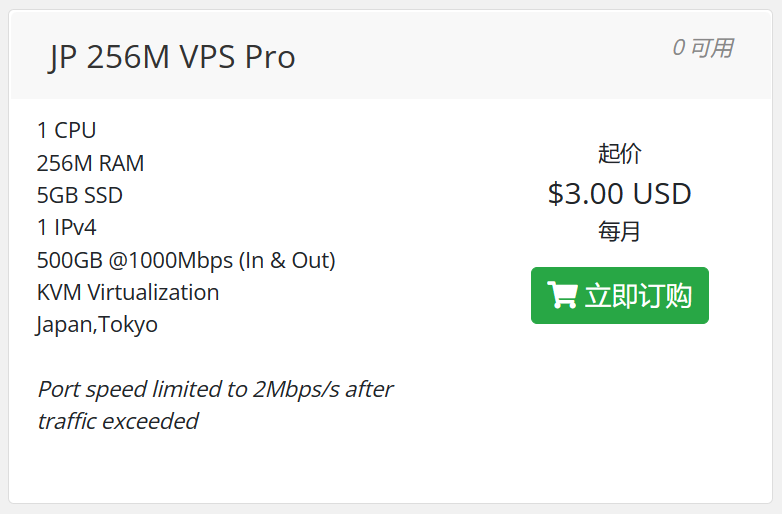 JP 256M VPS Pro
0 可用
1 CPU
256M RAM
5GB SSD
1 IPv4
500GB @1000Mbps (In & Out)
KVM Virtualization
Japan,Tokyo
Port speed limited to 2Mbps/s after
traffic exceeded
起价
$3.00 USD
每月
立即订购